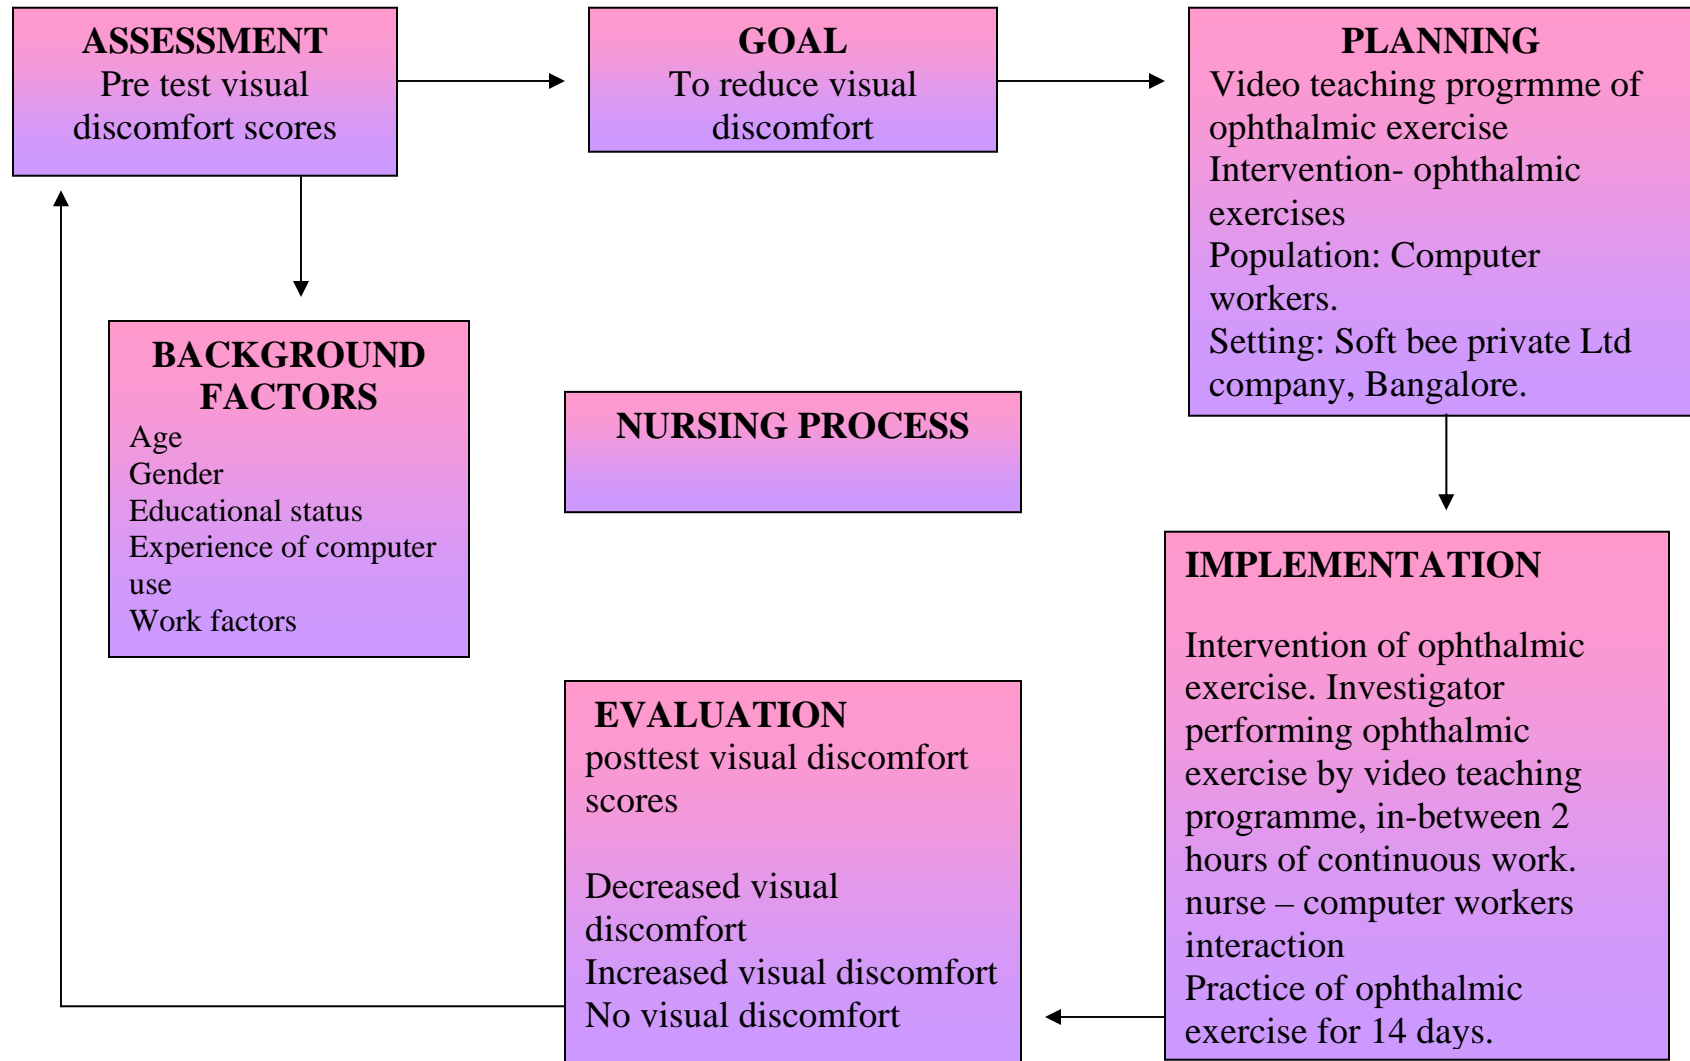 ASSESSMENT
Pre test visual
discomfort scores
GOAL
To reduce visual
discomfort
PLANNING
Video teaching progrmme of
ophthalmic exercise
Intervention- ophthalmic
exercises
Population: Computer
workers.
Setting: Soft bee private Ltd
company, Bangalore.
BACKGROUND
FACTORS
Age
Gender
Educational status
Experience of computer
use
Work factors
NURSING PROCESS
IMPLEMENTATION
Intervention of ophthalmic
exercise. Investigator
performing ophthalmic
exercise by video teaching
programme, in-between 2
hours of continuous work.
nurse – computer workers
interaction
Practice of ophthalmic
exercise for 14 days.
EVALUATION
posttest visual discomfort
scores
Decreased visual
discomfort
Increased visual discomfort
No visual discomfort